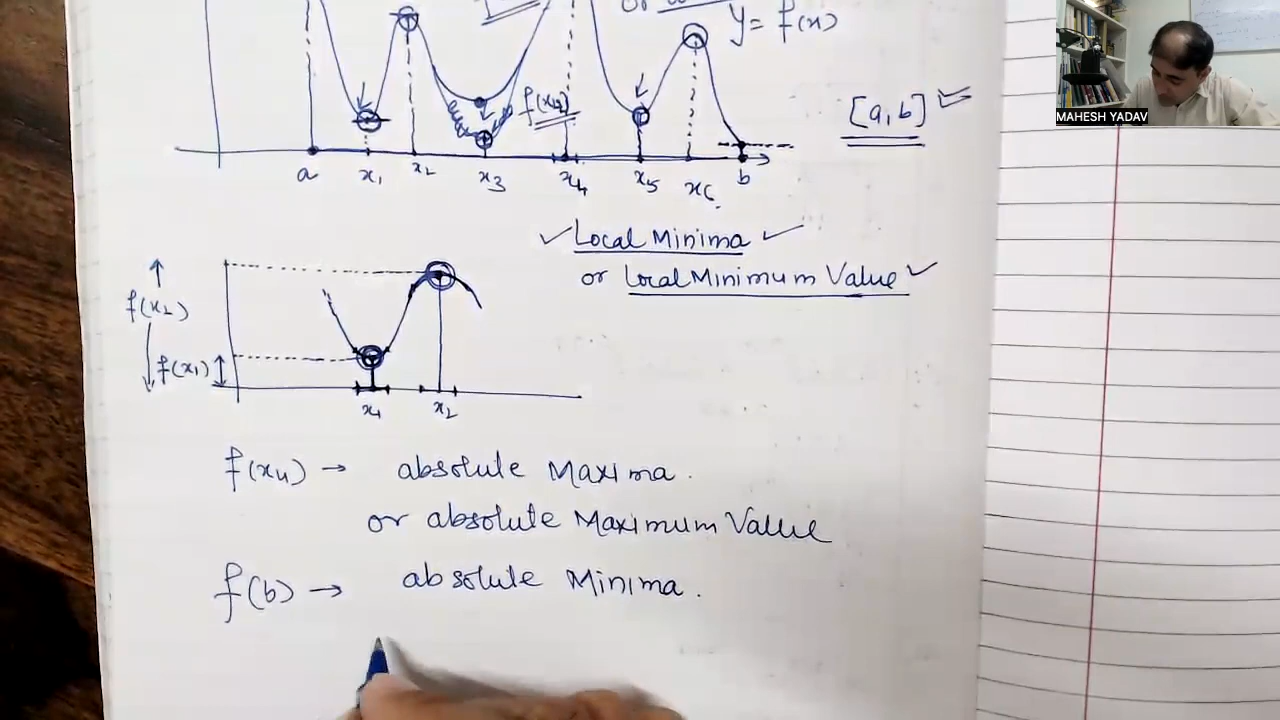 y = f(x)
MAHESH YADAV
f(x4)
[a, b]
a x1 x2 x3 x4 x5 x6 b
Local Minima
or Local Minimum Value
f(x2)
f(x1)
x1 x2
f(x4) → absolute Maxima.
or absolute Maximum Value
f(b) → absolute Minima.